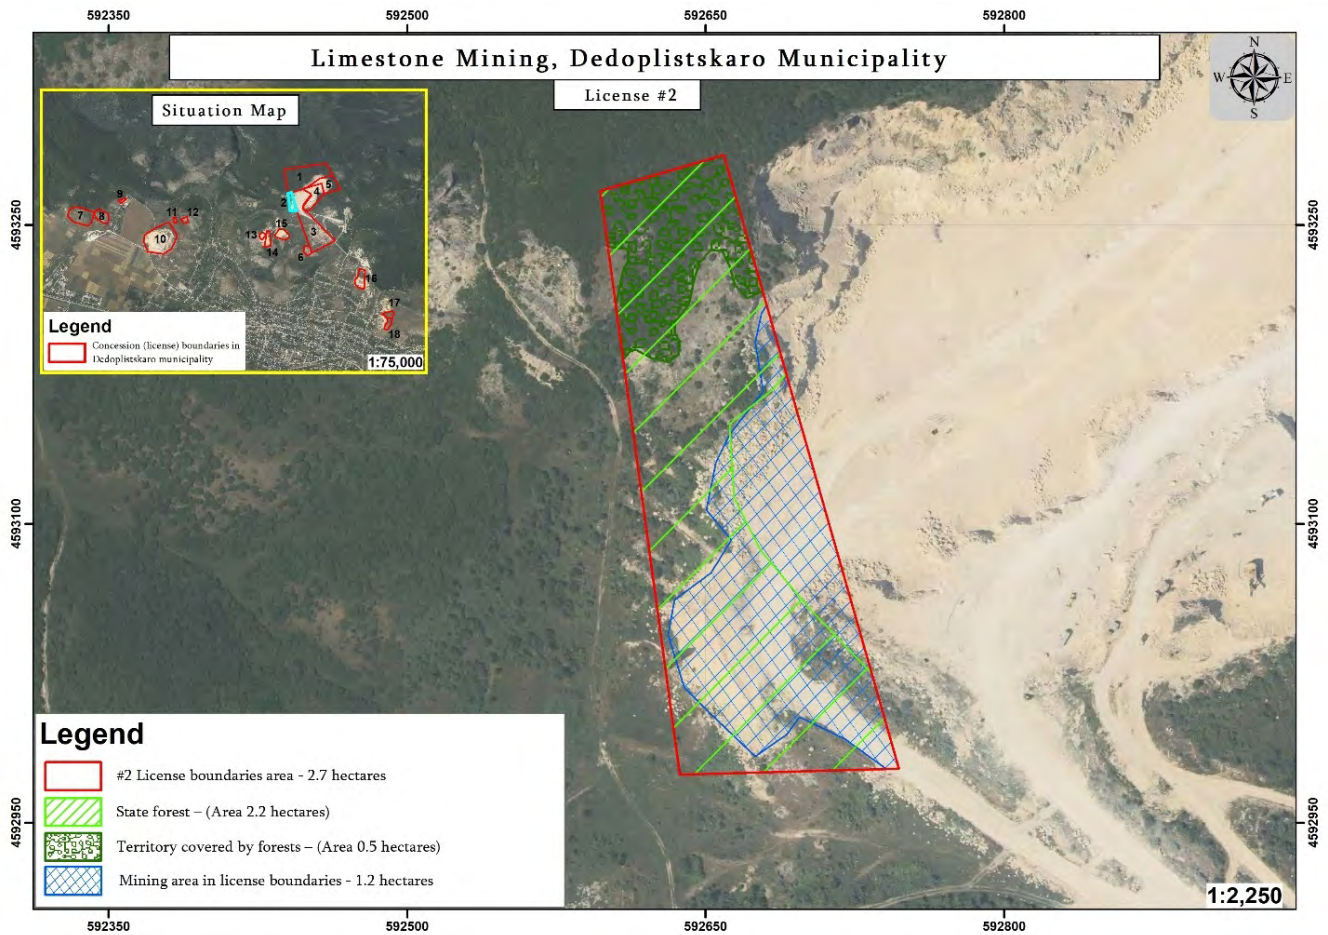 592350 592500 592650 592800
Limestone Mining, Dedoplistskaro Municipality
License #2
N
W E
S
Situation Map
1
2
3
4
5
6
7
8
9
10
11
12
13
14
15
16
17
18
Legend
Concession (license) boundaries in
Dedoplistskaro municipality
1:75,000
4593250
4593100
4592950
4593250
4593100
4592950
Legend
#2 License boundaries area - 2.7 hectares
State forest – (Area 2.2 hectares)
Territory covered by forests – (Area 0.5 hectares)
Mining area in license boundaries - 1.2 hectares
1:2,250
592350 592500 592650 592800